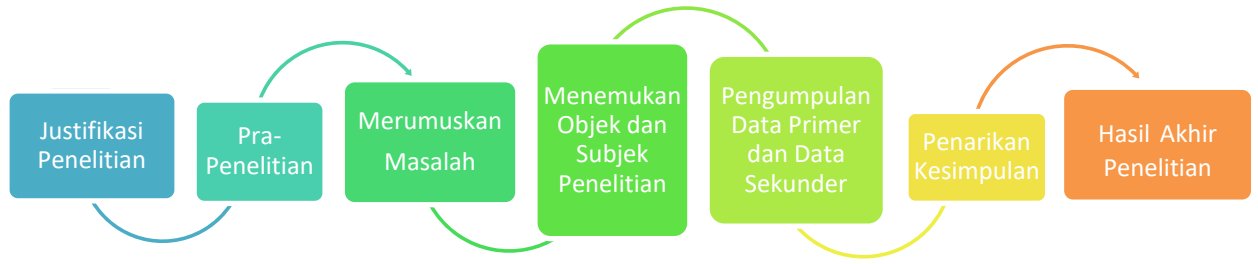 Justifikasi
Penelitian
Pra-
Penelitian
Merumuskan
Masalah
Menemukan
Objek dan
Subjek
Penelitian
Pengumpulan
Data Primer
dan Data
Sekunder
Penarikan
Kesimpulan
Hasil Akhir
Penelitian